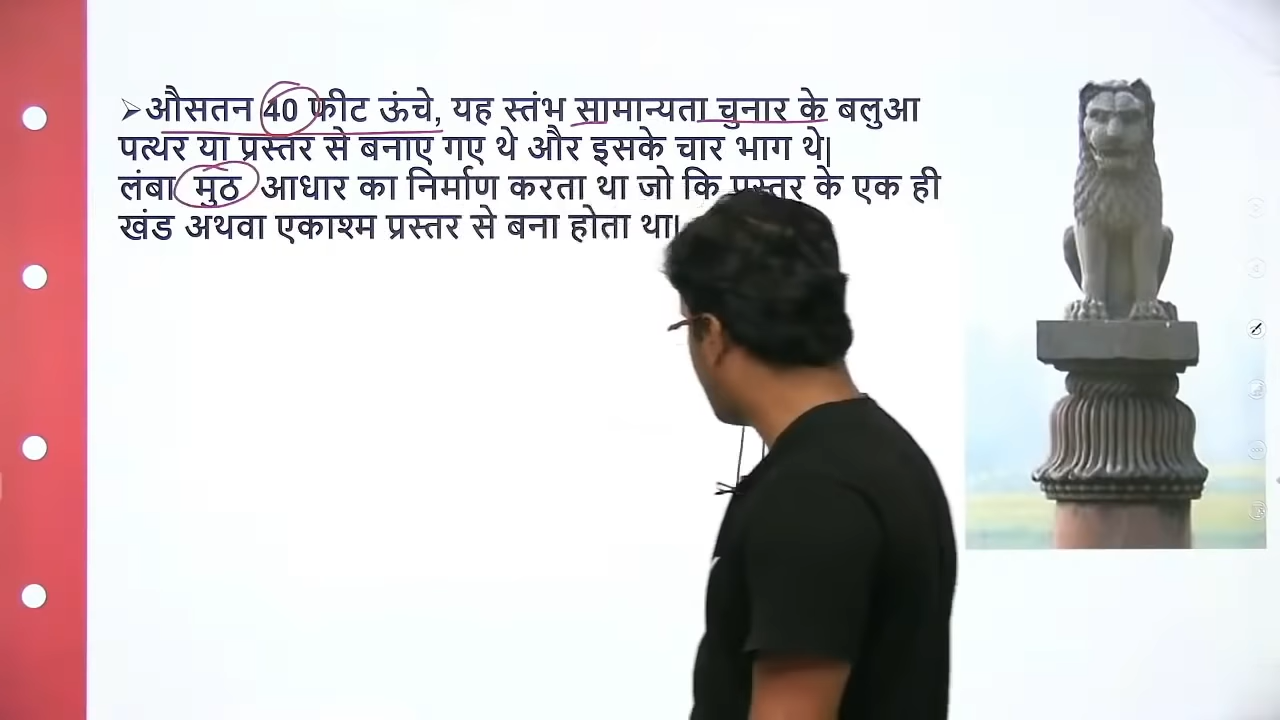 ➢औसतन 40 फीट ऊंचे, यह स्तंभ सामान्यता चुनार के बलुआ
पत्थर या प्रस्तर से बनाए गए थे और इसके चार भाग थे|
लंबा मुठ आधार का निर्माण करता था जो कि प्रस्तर के एक ही
खंड अथवा एकाश्म प्रस्तर से बना होता था|